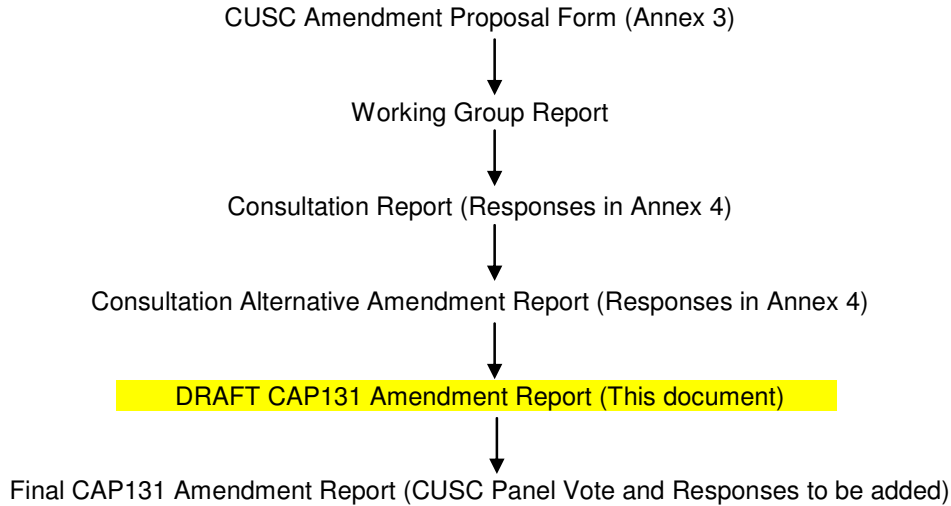 CUSC Amendment Proposal Form (Annex 3)
Working Group Report
Consultation Report (Responses in Annex 4)
Consultation Alternative Amendment Report (Responses in Annex 4)
DRAFT CAP131 Amendment Report (This document)
Final CAP131 Amendment Report (CUSC Panel Vote and Responses to be added)